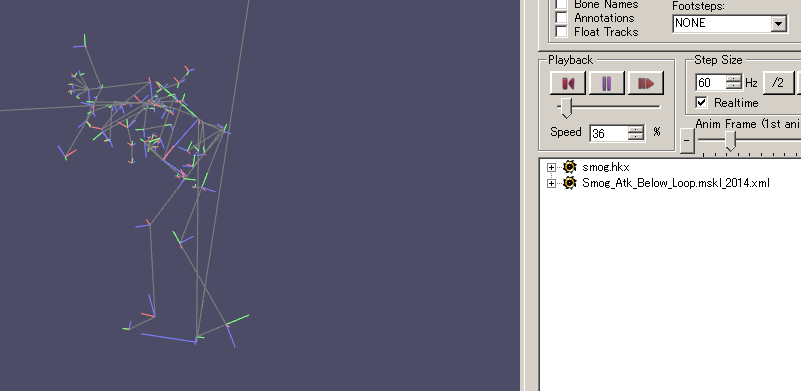 Bone Names
Annotations
Float Tracks
Footsteps:
NONE
Playback
Speed 36 %
Step Size
60 Hz /2
Realtime
Anim Frame (1st ani
smog.hkx
Smog_Atk_Below_Loop.mskl_2014.xml